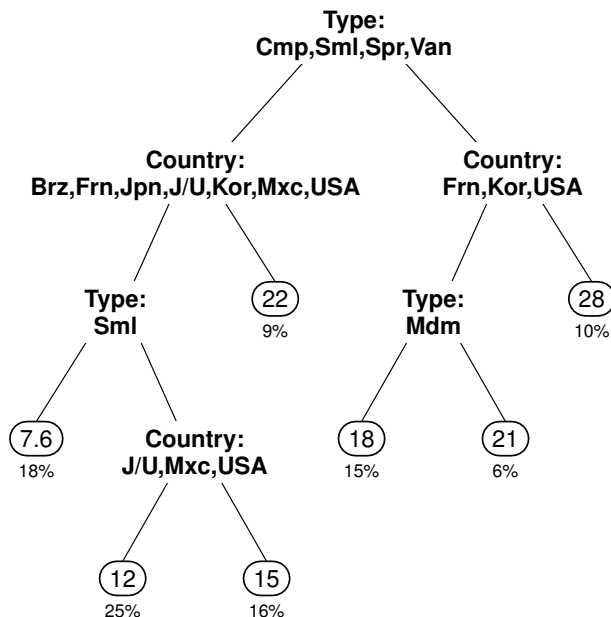 Type:
Cmp,Sml,Spr,Van
Country:
Brz,Frn,Jpn,J/U,Kor,Mxc,USA
Country:
Frn,Kor,USA
Type:
Sml
22
9%
Type:
Mdm
28
10%
7.6
18%
Country:
J/U,Mxc,USA
18
15%
21
6%
12
25%
15
16%